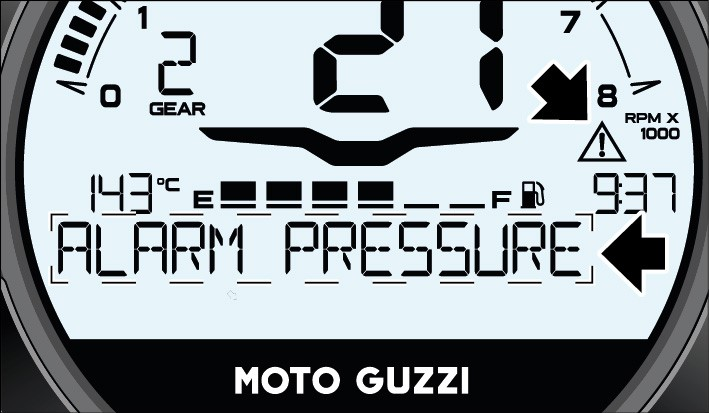 1
7
21
2
0
GEAR
8
RPM X
1000
143°C
E
F
9:37
ALARM PRESSURE
MOTO GUZZI